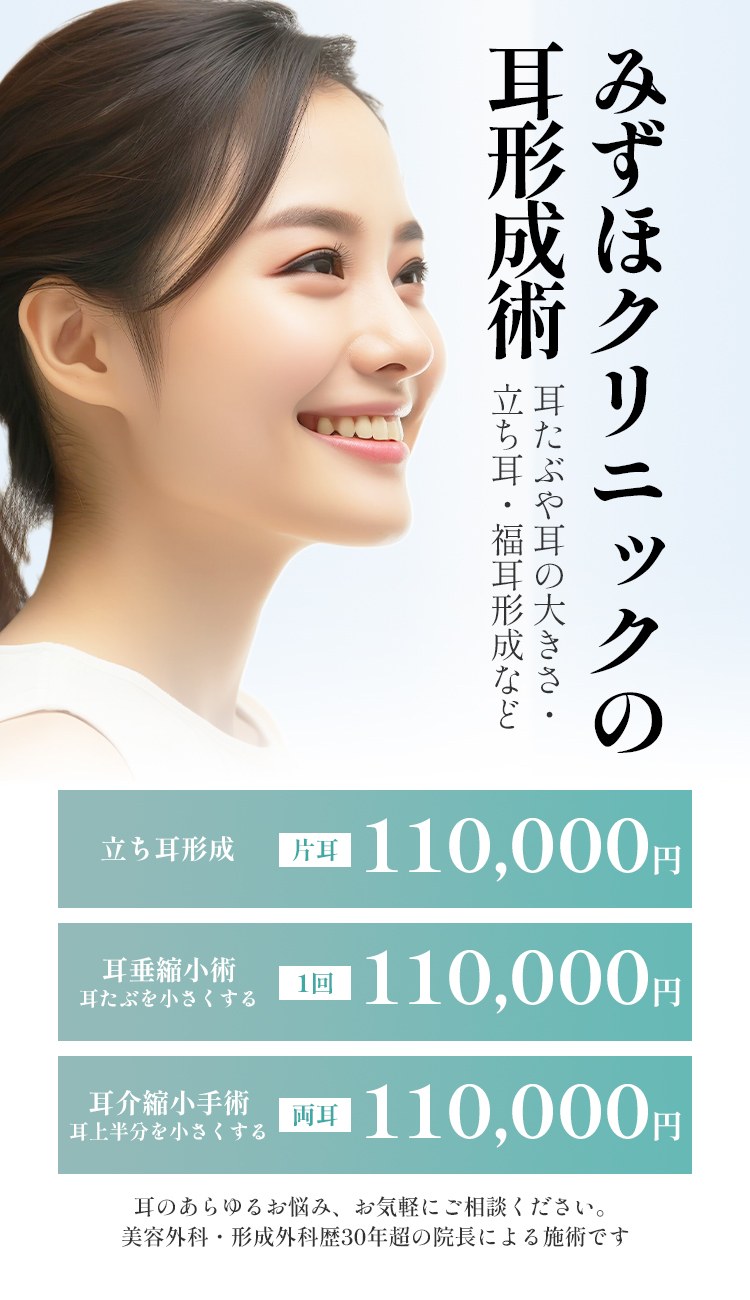 みずほクリニックの
耳形成術
耳たぶや耳の大きさ・
立ち耳・福耳形成など
立ち耳形成 片耳 110,000円
耳垂縮小術
耳たぶを小さくする
1回 110,000円
耳介縮小手術
耳上半分を小さくする
両耳 110,000円
耳のあらゆるお悩み、お気軽にご相談ください。
美容外科・形成外科歴30年超の院長による施術です